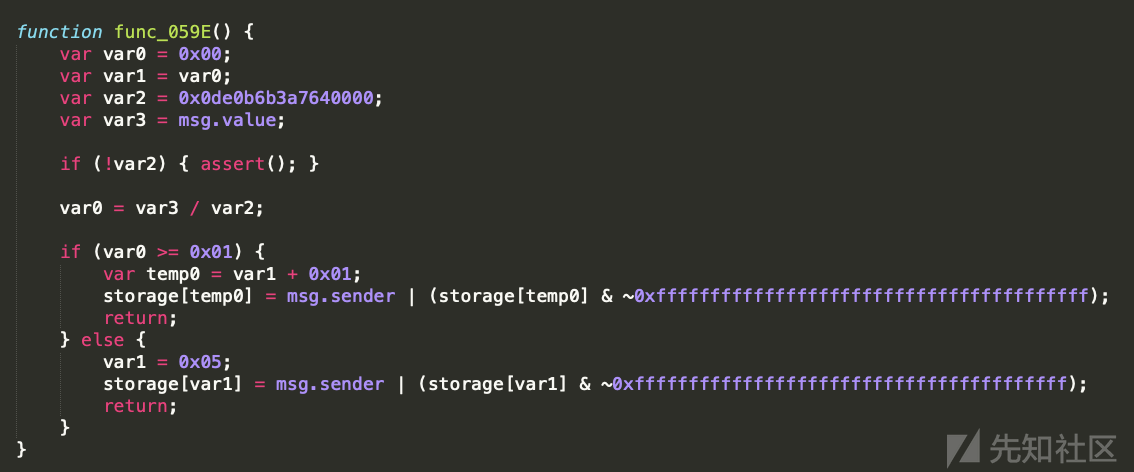 function func_059E() {
    var var0 = 0x00;
    var var1 = var0;
    var var2 = 0x0de0b6b3a7640000;
    var var3 = msg.value;

    if (!var2) { assert(); }

    var0 = var3 / var2;

    if (var0 >= 0x01) {
        var temp0 = var1 + 0x01;
        storage[temp0] = msg.sender | (storage[temp0] & ~0xffffffffffffffffffffffffffffffffffffffff);
        return;
    } else {
        var1 = 0x05;
        storage[var1] = msg.sender | (storage[var1] & ~0xffffffffffffffffffffffffffffffffffffffff);
        return;
    }
}
先知社区